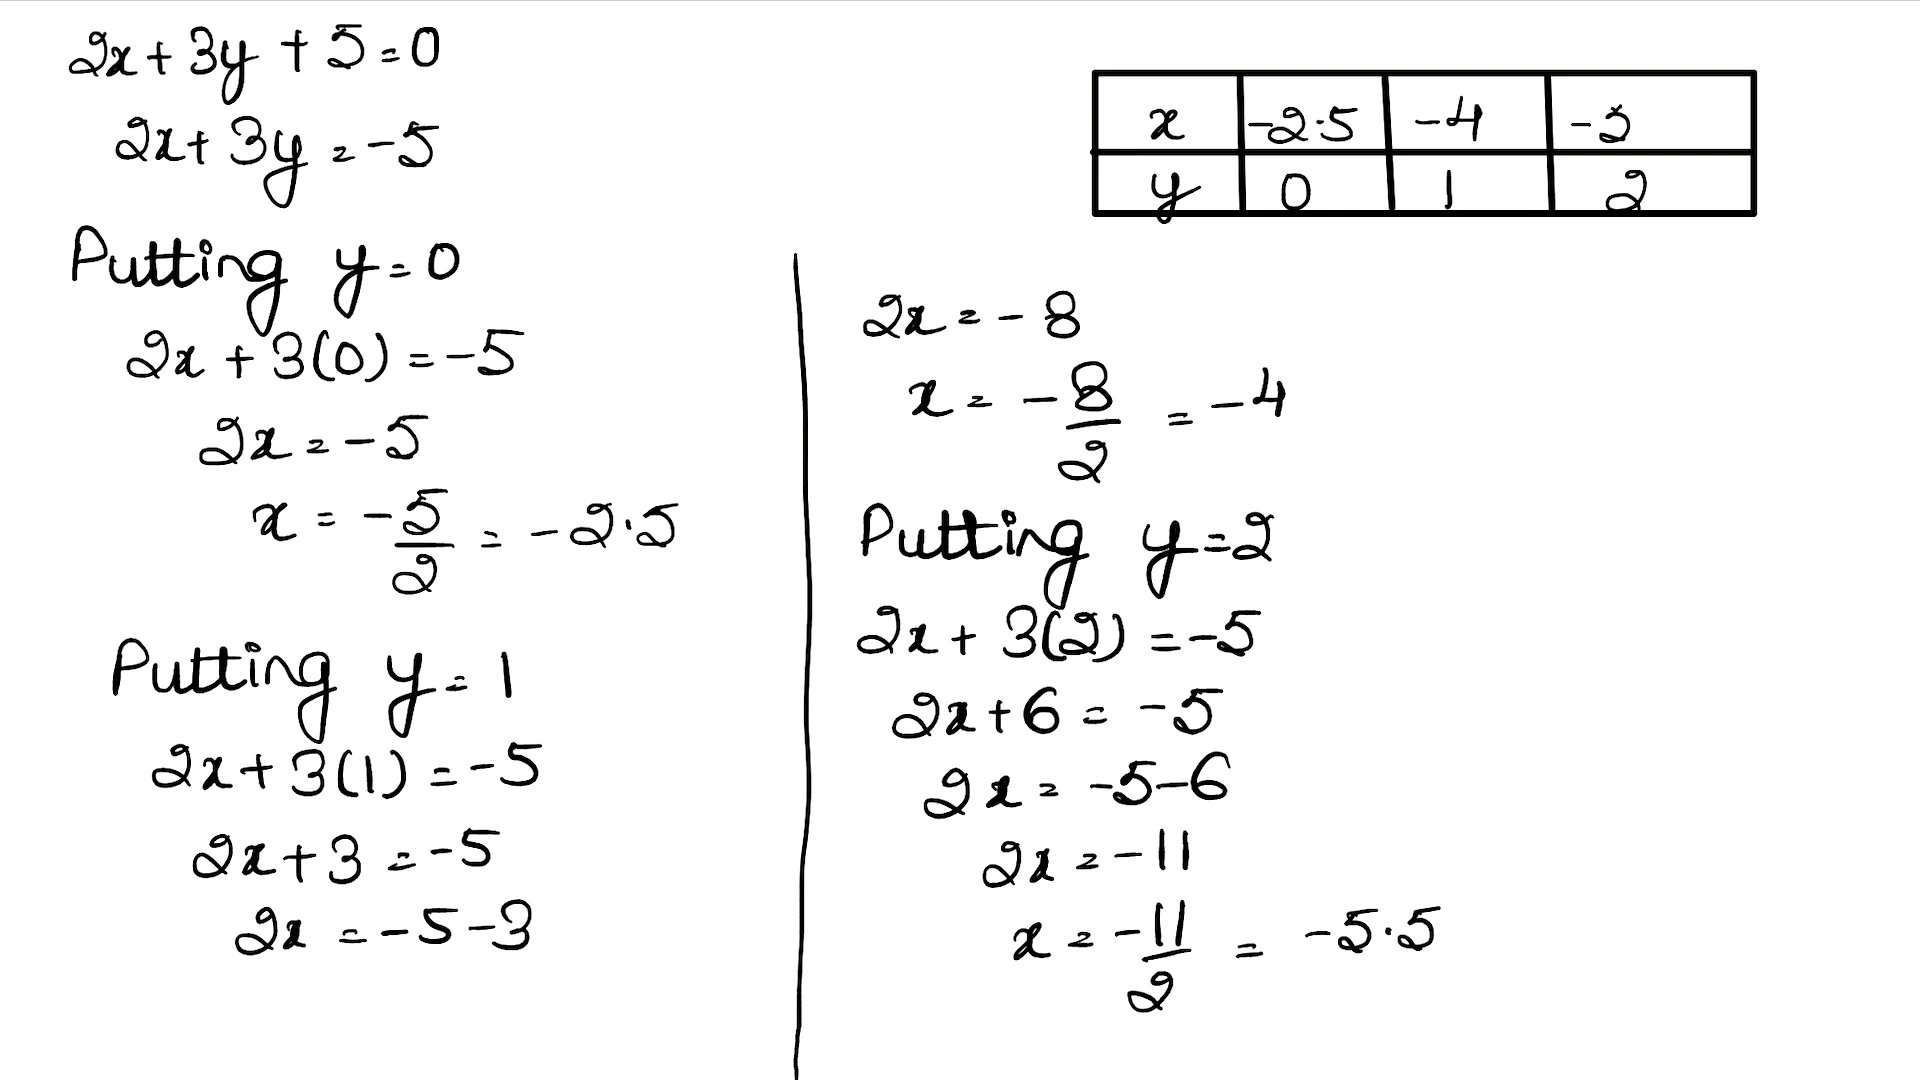 2x + 3y + 5 = 0
2x + 3y = -5
x -2.5 -4 -5
y 0 1 2
Putting y = 0
2x + 3(0) = -5
2x = -5
x = -5/2 = -2.5
Putting y = 1
2x + 3(1) = -5
2x + 3 = -5
2x = -5 - 3
2x = -8
x = -8/2 = -4
Putting y = 2
2x + 3(2) = -5
2x + 6 = -5
2x = -5 - 6
2x = -11
x = -11/2 = -5.5